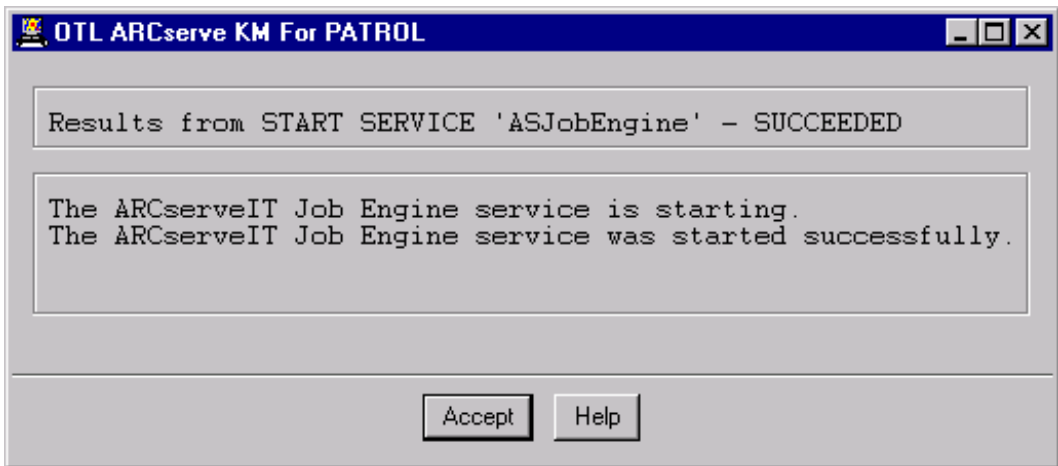 OTL ARCserve KM For PATROL
Results from START SERVICE 'ASJobEngine' – SUCCEEDED
The ARCserveIT Job Engine service is starting.
The ARCserveIT Job Engine service was started successfully.
Accept Help